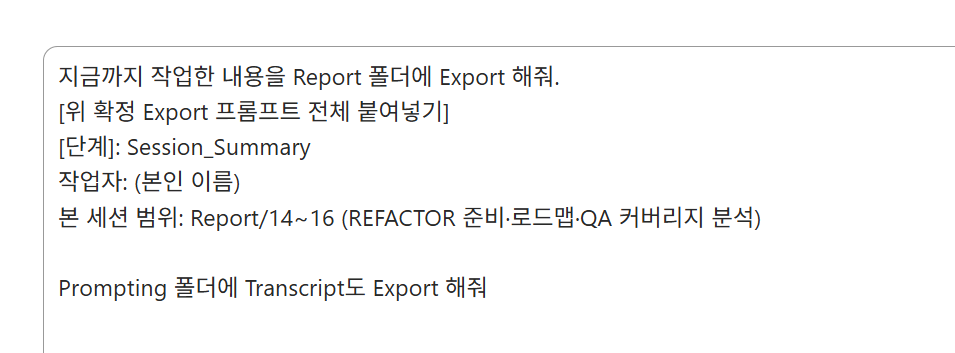 지금까지 작업한 내용을 Report 폴더에 Export 해줘.
[위 확정 Export 프롬프트 전체 붙여넣기]
[단계]: Session_Summary
작업자: (본인 이름)
본 세션 범위: Report/14~16 (REFACTOR 준비·로드맵·QA 커버리지 분석)
Prompting 폴더에 Transcript도 Export 해줘